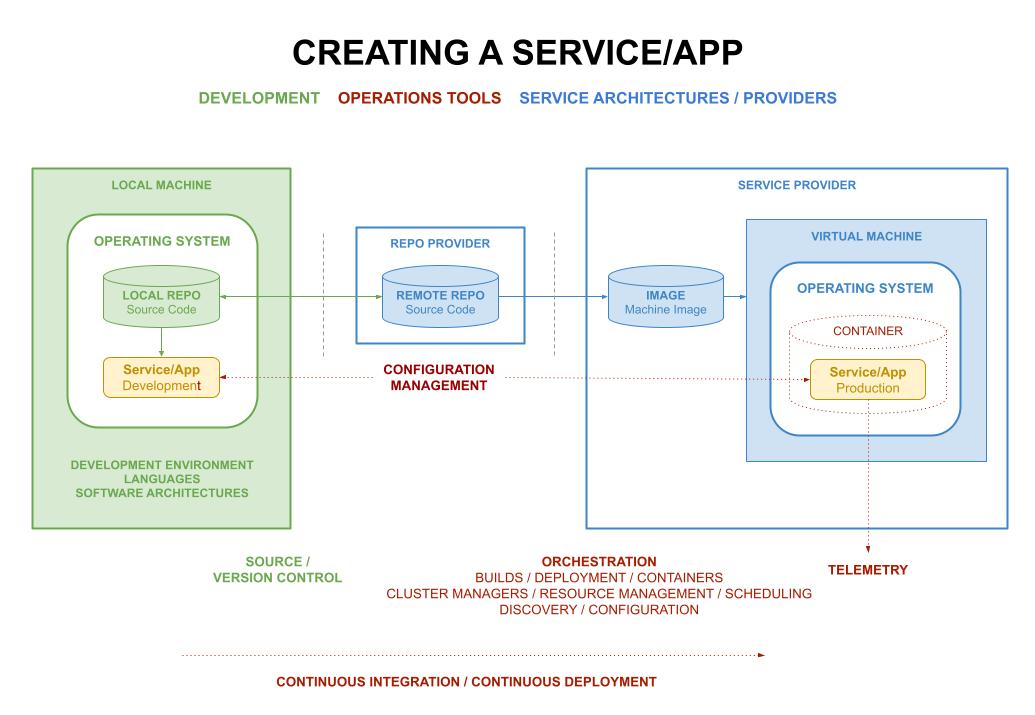 CREATING A SERVICE/APP
DEVELOPMENT OPERATIONS TOOLS SERVICE ARCHITECTURES / PROVIDERS
LOCAL MACHINE
OPERATING SYSTEM
LOCAL REPO
Source Code
Service/App
Development
DEVELOPMENT ENVIRONMENT
LANGUAGES
SOFTWARE ARCHITECTURES
REPO PROVIDER
REMOTE REPO
Source Code
CONFIGURATION
MANAGEMENT
SERVICE PROVIDER
IMAGE
Machine Image
VIRTUAL MACHINE
OPERATING SYSTEM
CONTAINER
Service/App
Production
SOURCE /
VERSION CONTROL
ORCHESTRATION
BUILDS / DEPLOYMENT / CONTAINERS
CLUSTER MANAGERS / RESOURCE MANAGEMENT / SCHEDULING
DISCOVERY / CONFIGURATION
TELEMETRY
CONTINUOUS INTEGRATION / CONTINUOUS DEPLOYMENT